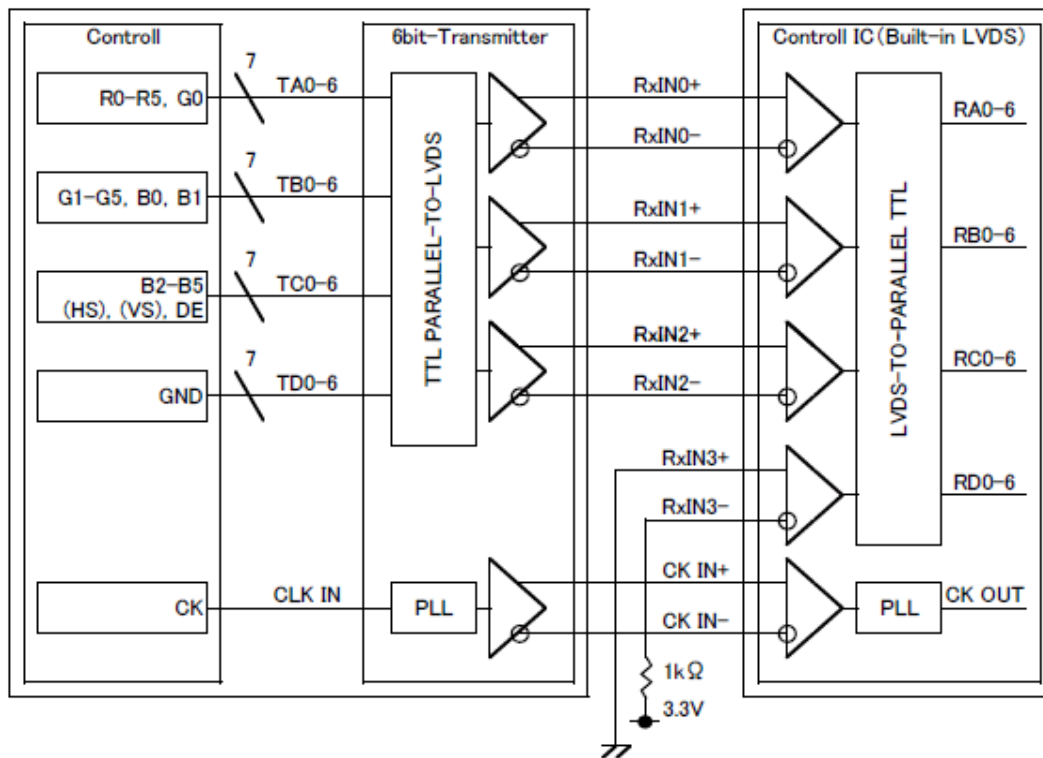 Controll
6bit-Transmitter
Controll IC(Built-in LVDS)
R0-R5, G0
7
TA0-6
G1-G5, B0, B1
7
TB0-6
B2-B5
(HS), (VS), DE
7
TC0-6
GND
7
TD0-6
CK
CLK IN
TTL PARALLEL-TO-LVDS
PLL
RxIN0+
RxIN0-
RxIN1+
RxIN1-
RxIN2+
RxIN2-
RxIN3+
RxIN3-
CK IN+
CK IN-
1kΩ
3.3V
LVDS-TO-PARALLEL TTL
PLL
RA0-6
RB0-6
RC0-6
RD0-6
CK OUT